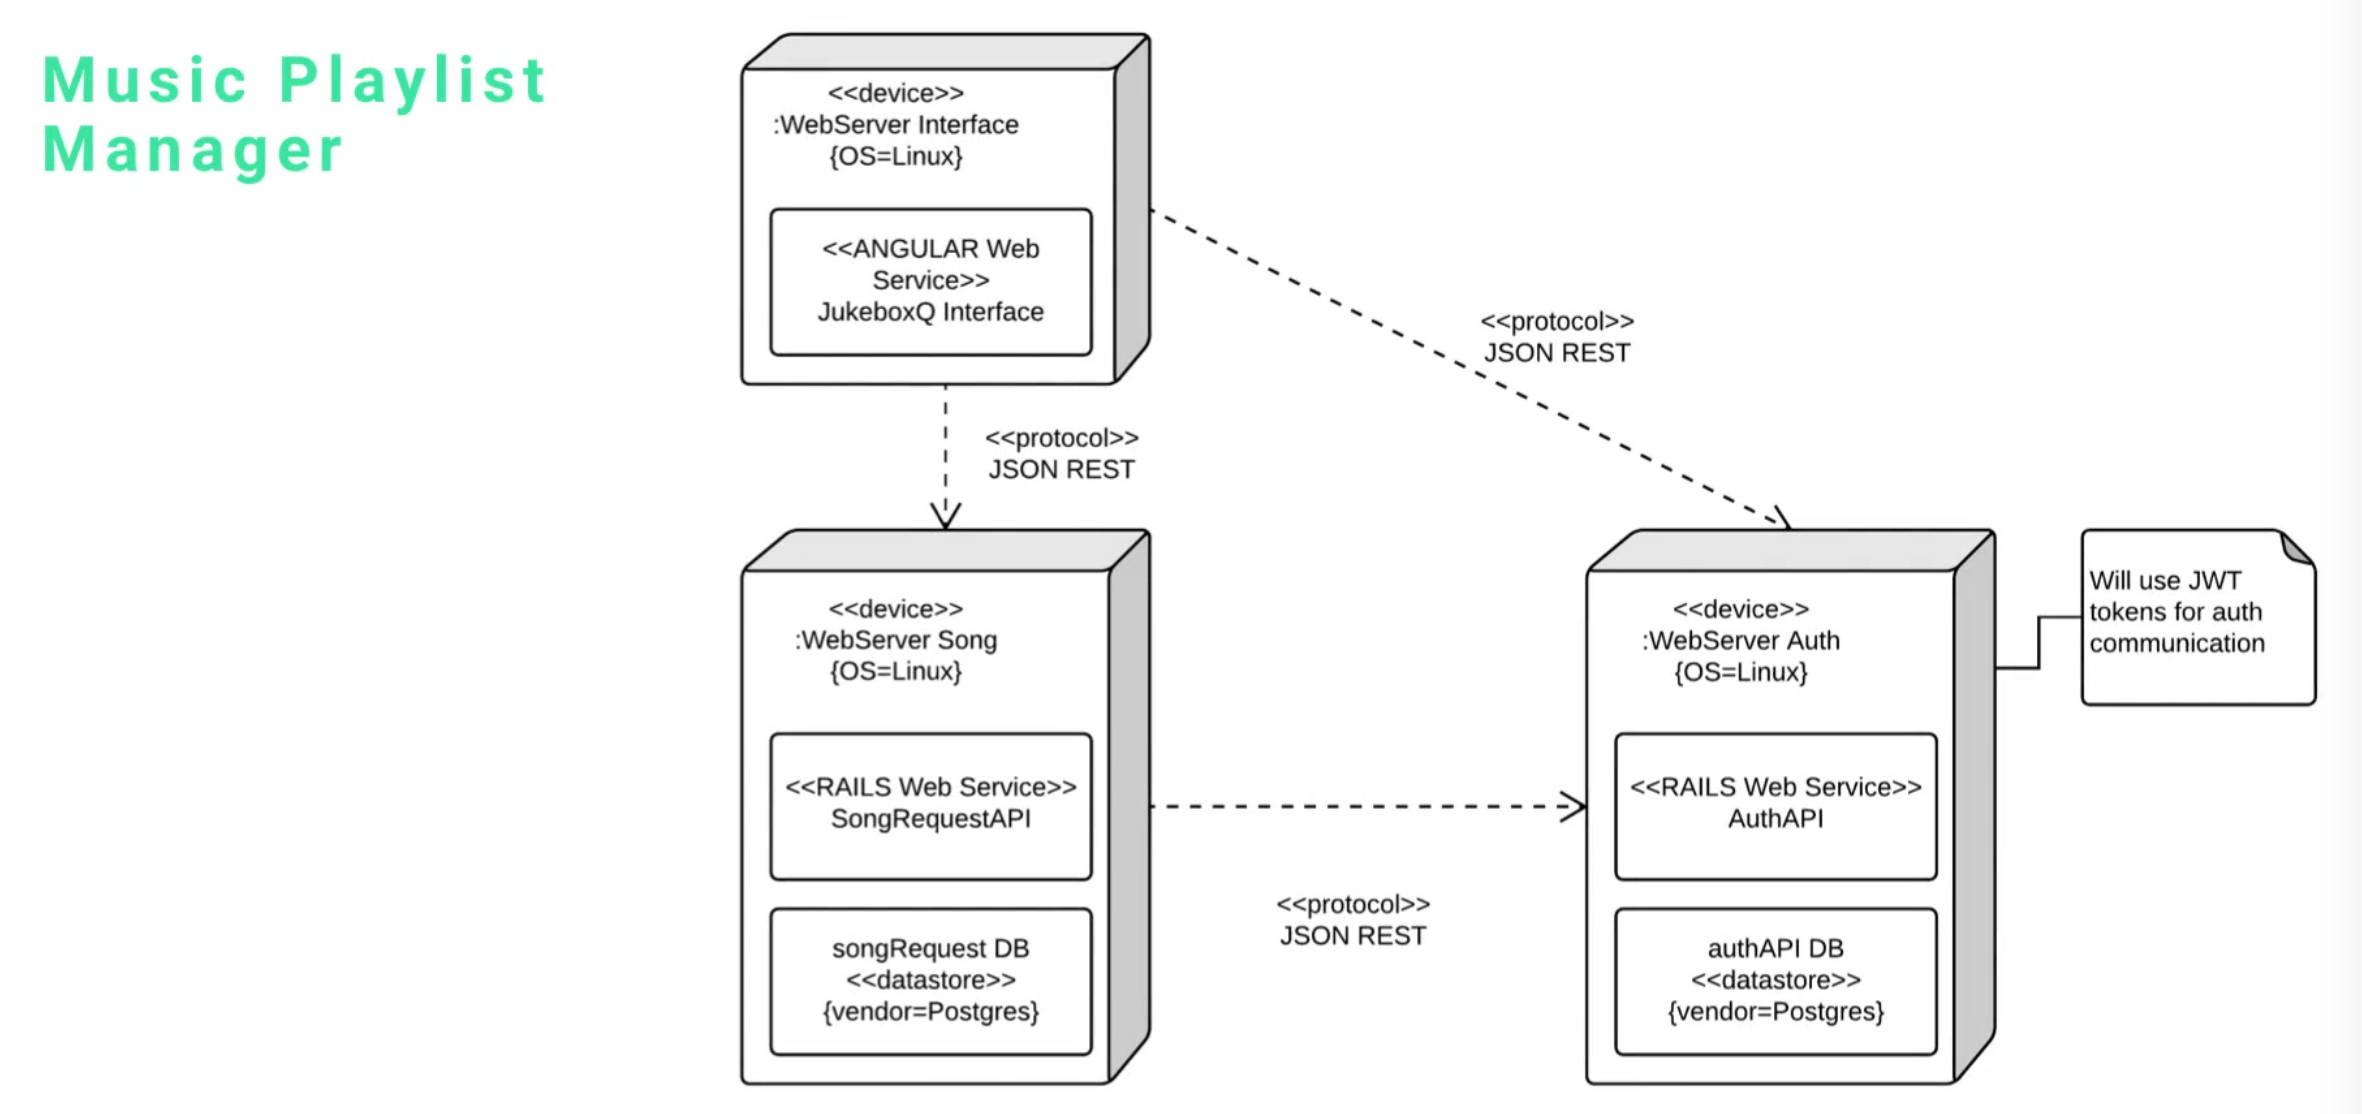 Music Playlist
Manager
<<device>>
:WebServer Interface
{OS=Linux}
<<ANGULAR Web
Service>>
JukeboxQ Interface
<<protocol>>
JSON REST
<<protocol>>
JSON REST
<<device>>
:WebServer Song
{OS=Linux}
<<RAILS Web Service>>
SongRequestAPI
songRequest DB
<<datastore>>
{vendor=Postgres}
<<protocol>>
JSON REST
<<device>>
:WebServer Auth
{OS=Linux}
<<RAILS Web Service>>
AuthAPI
authAPI DB
<<datastore>>
{vendor=Postgres}
Will use JWT
tokens for auth
communication